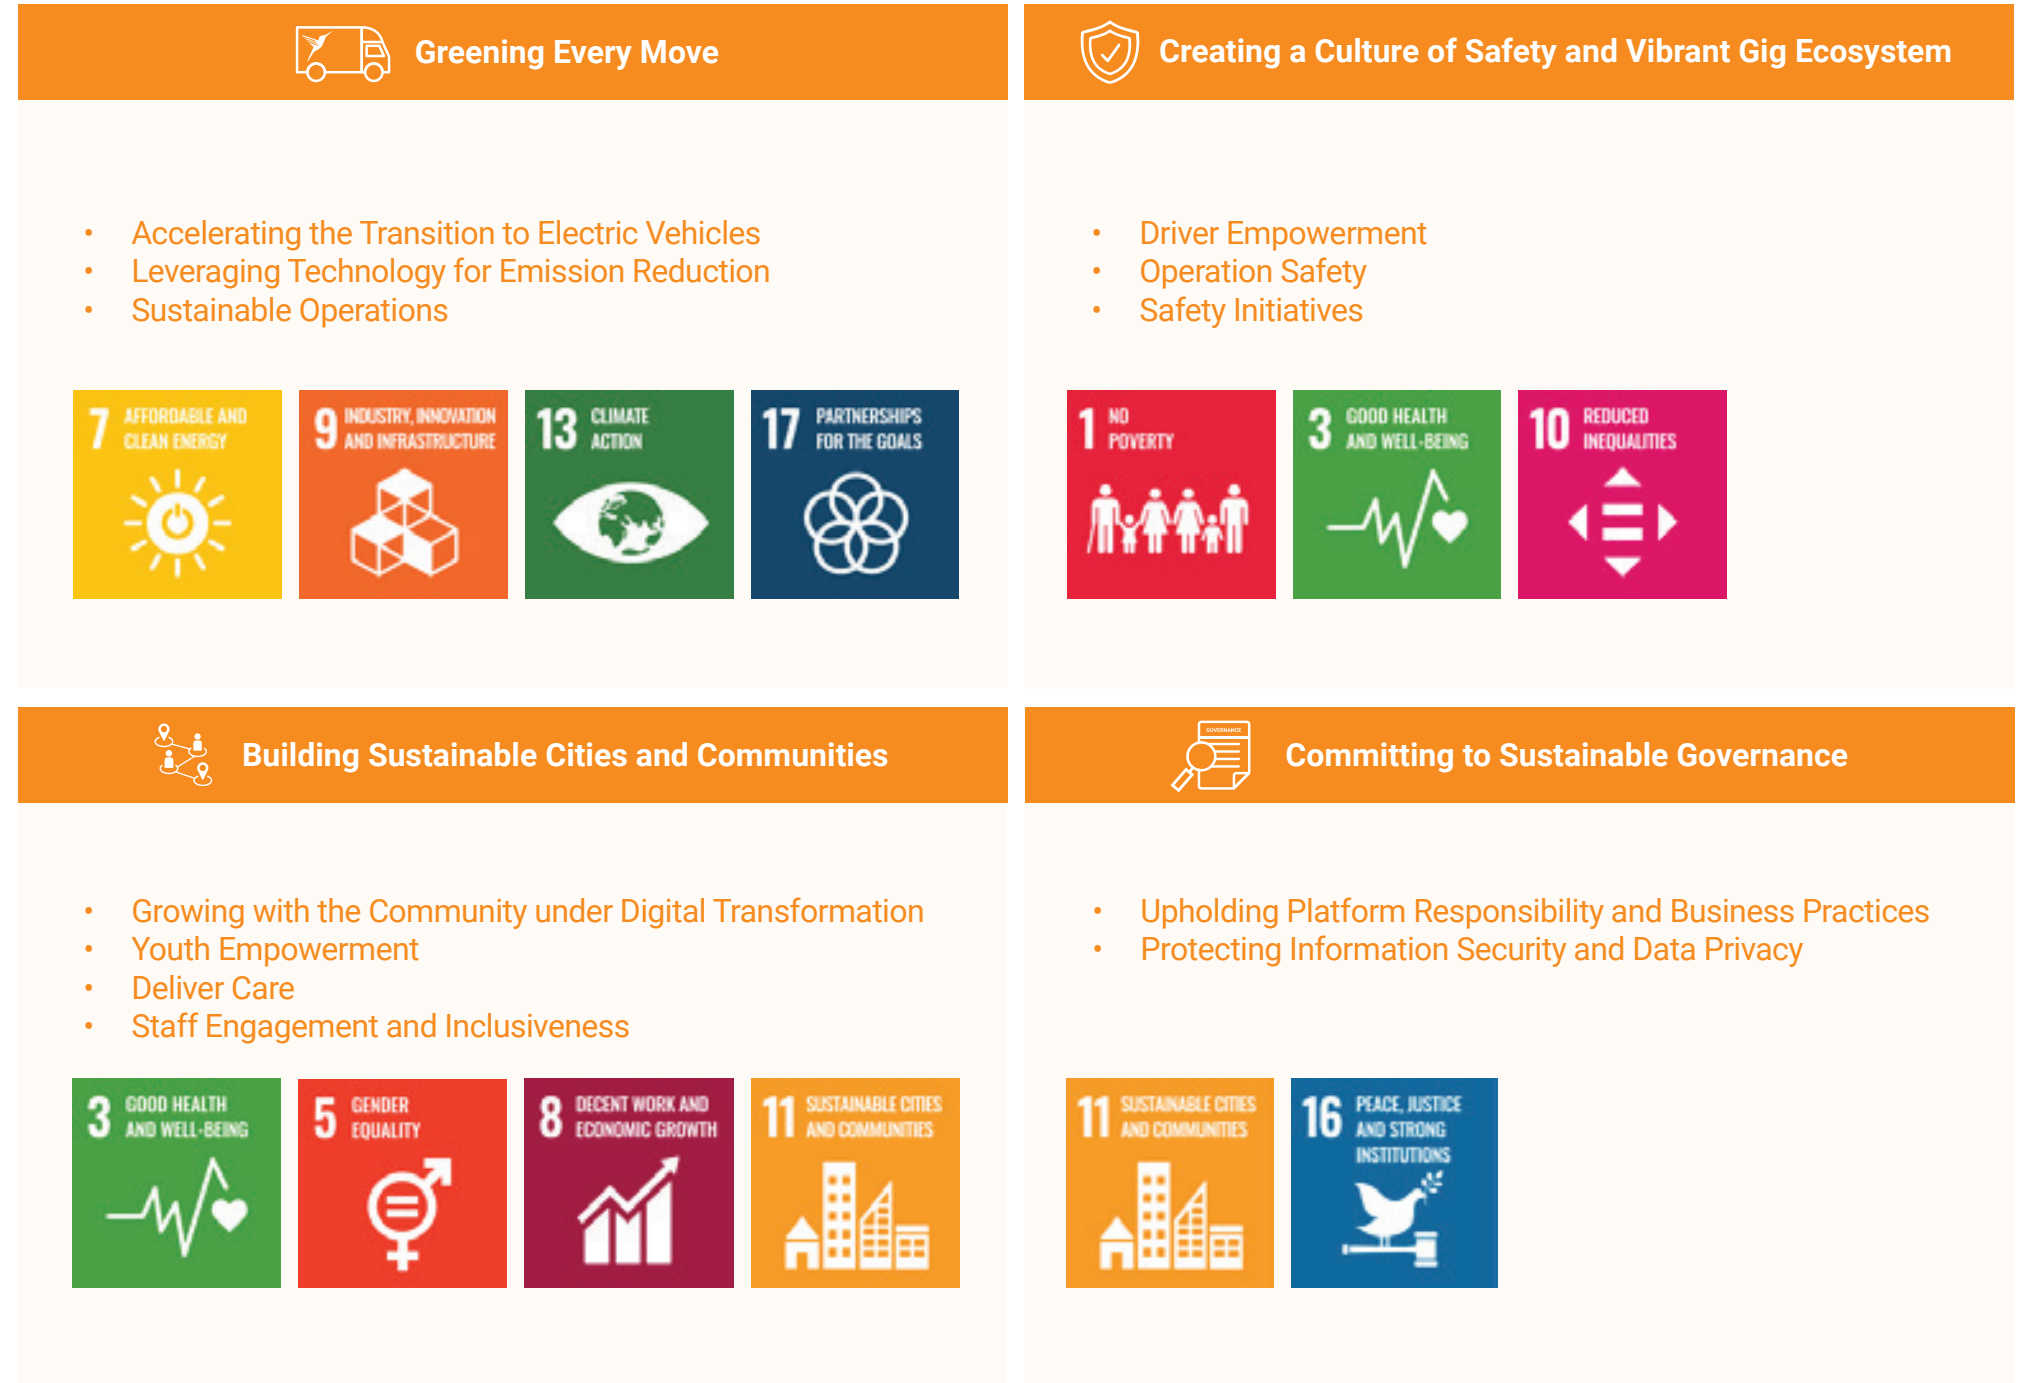 Greening Every Move
• Accelerating the Transition to Electric Vehicles
• Leveraging Technology for Emission Reduction
• Sustainable Operations
7 AFFORDABLE AND
CLEAN ENERGY
9 INDUSTRY, INNOVATION
AND INFRASTRUCTURE
13 CLIMATE
ACTION
17 PARTNERSHIPS
FOR THE GOALS
Creating a Culture of Safety and Vibrant Gig Ecosystem
• Driver Empowerment
• Operation Safety
• Safety Initiatives
1 NO
POVERTY
3 GOOD HEALTH
AND WELL-BEING
10 REDUCED
INEQUALITIES
Building Sustainable Cities and Communities
• Growing with the Community under Digital Transformation
• Youth Empowerment
• Deliver Care
• Staff Engagement and Inclusiveness
3 GOOD HEALTH
AND WELL-BEING
5 GENDER
EQUALITY
8 DECENT WORK AND
ECONOMIC GROWTH
11 SUSTAINABLE CITIES
AND COMMUNITIES
GOVERNANCE
Committing to Sustainable Governance
• Upholding Platform Responsibility and Business Practices
• Protecting Information Security and Data Privacy
11 SUSTAINABLE CITIES
AND COMMUNITIES
16 PEACE, JUSTICE
AND STRONG
INSTITUTIONS